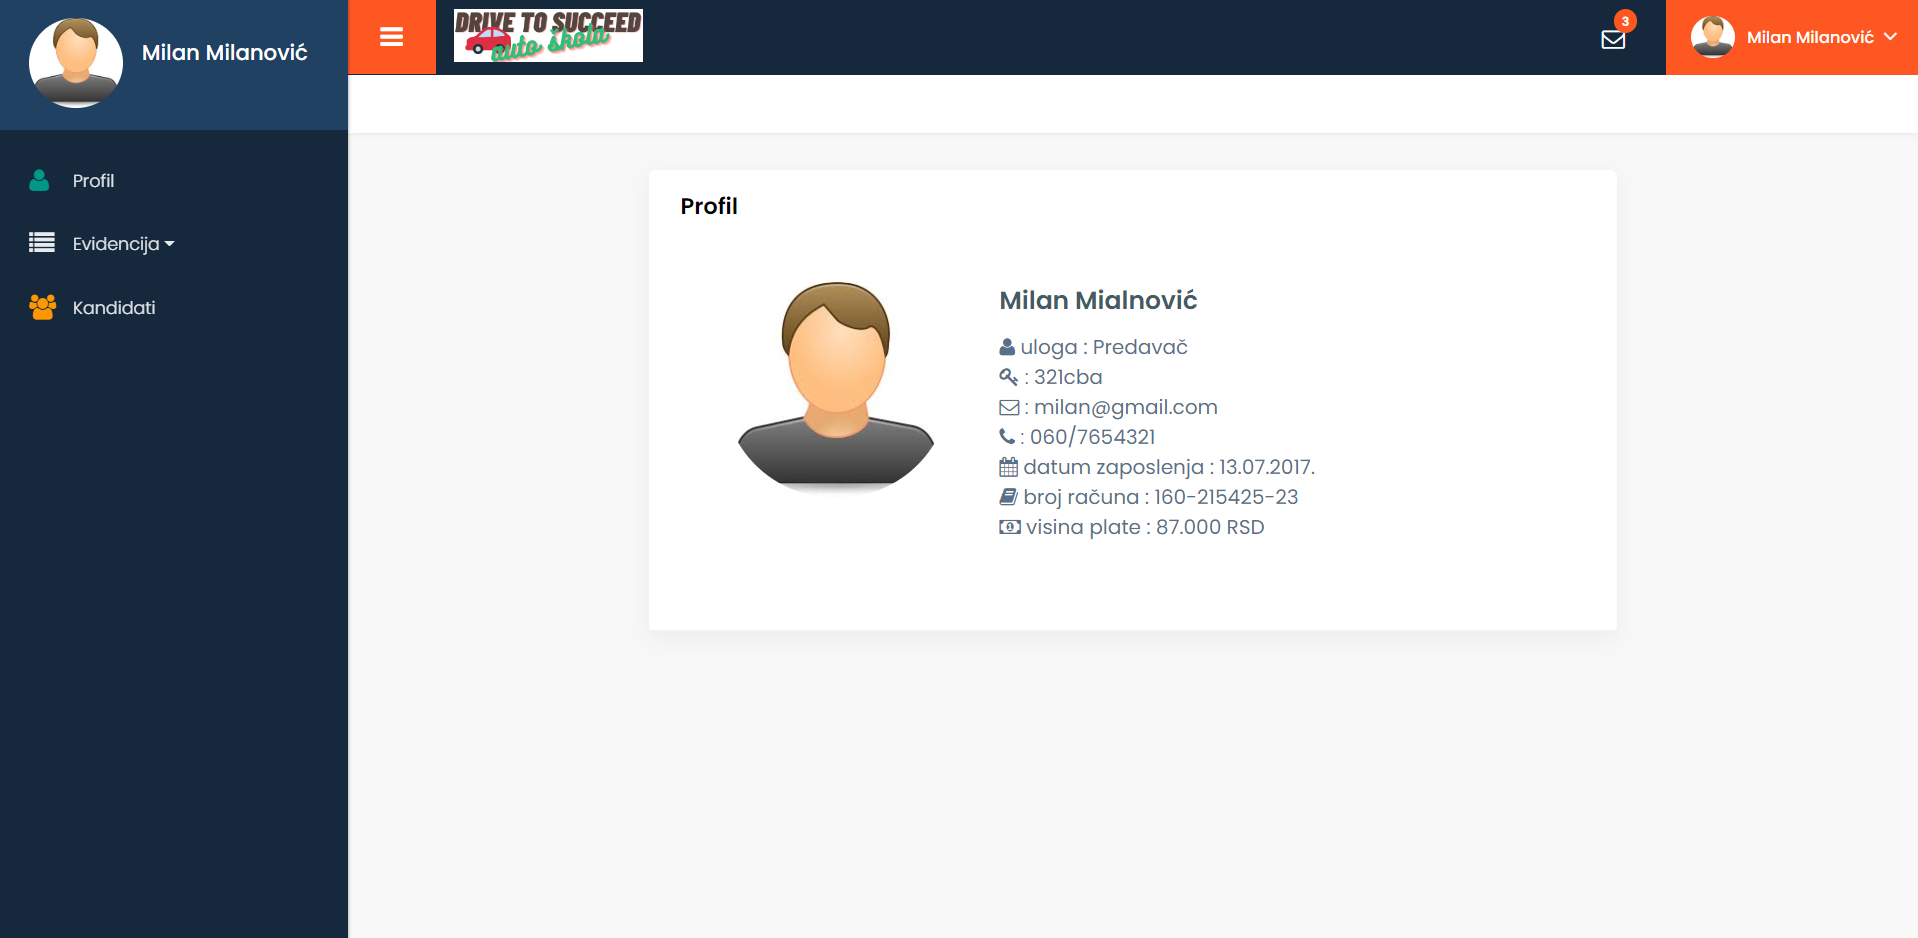 Milan Milanović
DRIVE TO SUCCEED
auto škola
3
Milan Milanović
Profil
Evidencija
Kandidati
Profil
Milan Mialnović
uloga : Predavač
: 321cba
: milan@gmail.com
: 060/7654321
datum zaposlenja : 13.07.2017.
broj računa : 160-215425-23
visina plate : 87.000 RSD